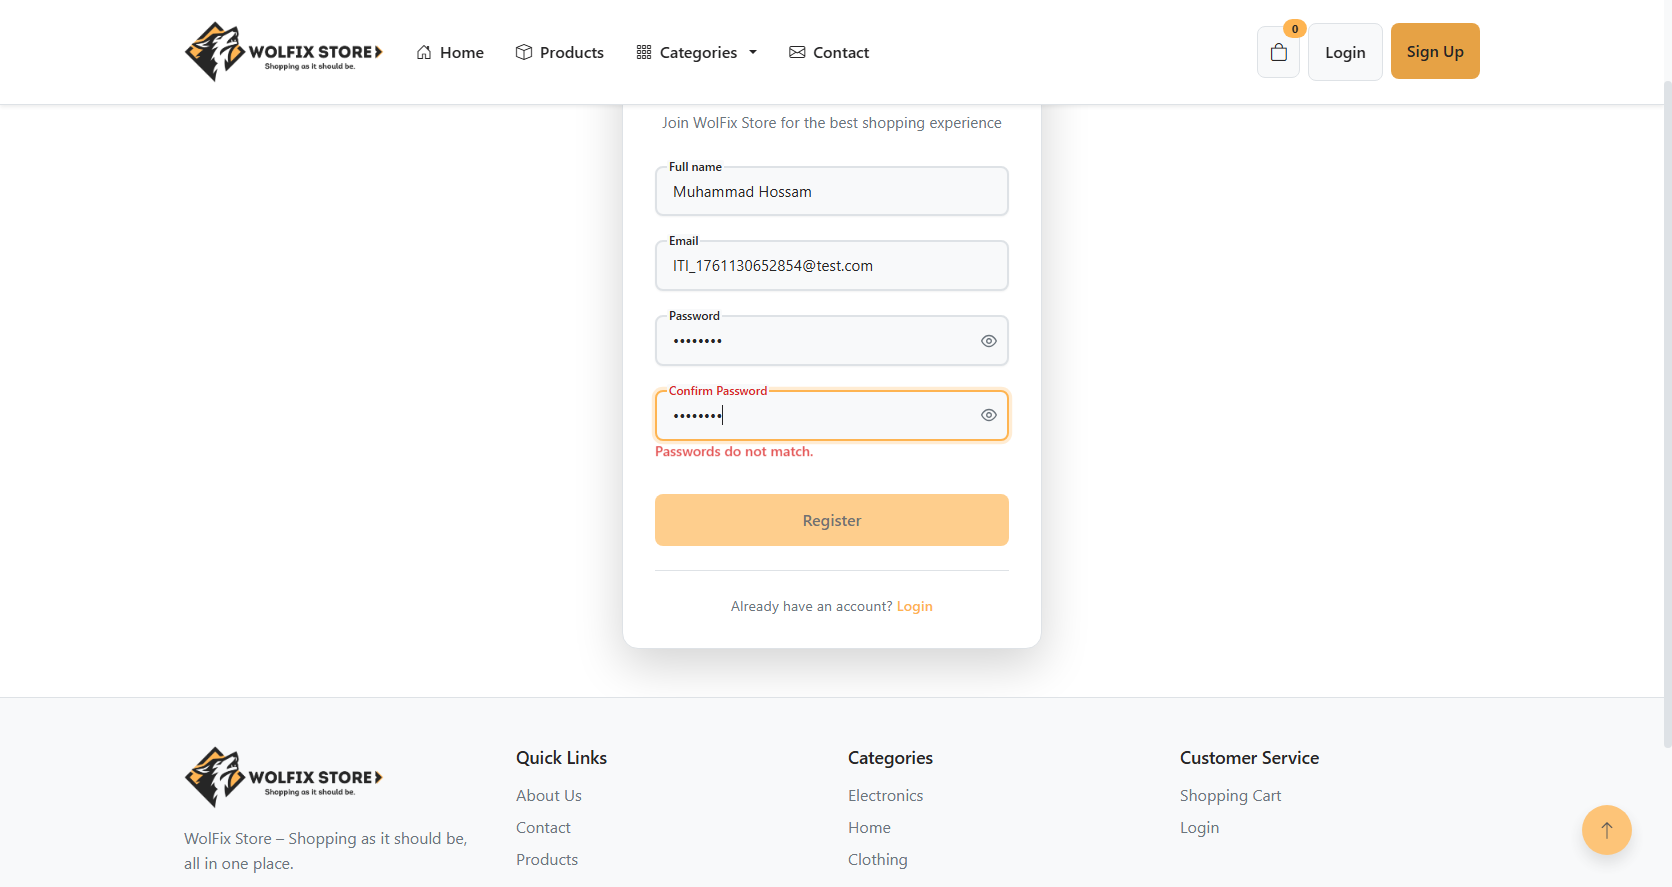 WOLFIX STORE
Shopping as it should be.
Home
Products
Categories
Contact
0
Login
Sign Up
Join WolFix Store for the best shopping experience
Full name
Muhammad Hossam
Email
ITI_1761130652854@test.com
Password
••••••••
Confirm Password
••••••••
Passwords do not match.
Register
Already have an account? Login
WOLFIX STORE
Shopping as it should be.
WolFix Store – Shopping as it should be,
all in one place.
Quick Links
About Us
Contact
Products
Categories
Electronics
Home
Clothing
Customer Service
Shopping Cart
Login